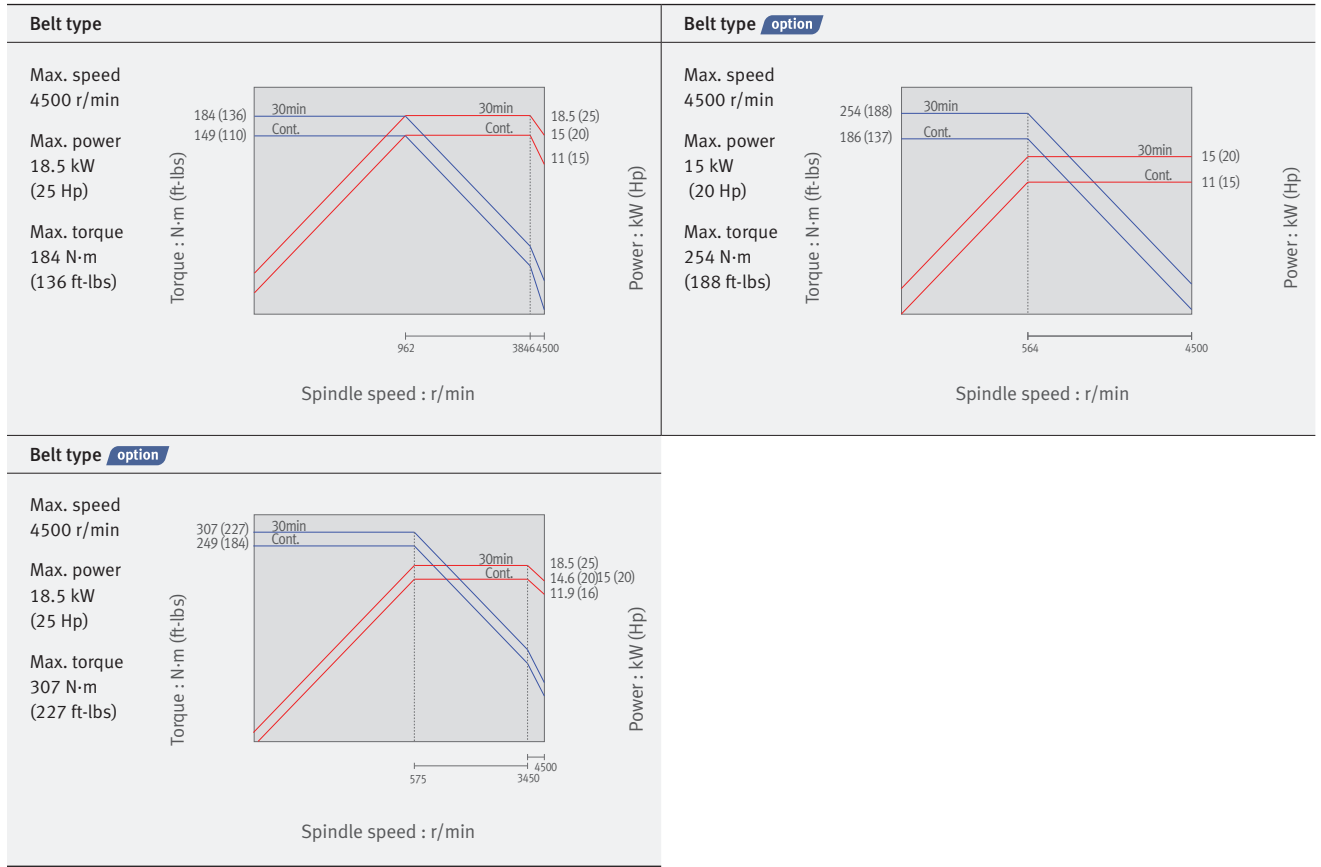 Belt type
Max. speed
4500 r/min
Max. power
18.5 kW
(25 Hp)
Max. torque
184 N·m
(136 ft-lbs)
Torque : N·m (ft-lbs)
184 (136)
149 (110)
30min
Cont.
30min
Cont.
18.5 (25)
15 (20)
11 (15)
Power : kW (Hp)
962
3846 4500
Spindle speed : r/min
Belt type option
Max. speed
4500 r/min
Max. power
15 kW
(20 Hp)
Max. torque
254 N·m
(188 ft-lbs)
Torque : N·m (ft-lbs)
254 (188)
186 (137)
30min
Cont.
30min
Cont.
15 (20)
11 (15)
Power : kW (Hp)
564
4500
Spindle speed : r/min
Belt type option
Max. speed
4500 r/min
Max. power
18.5 kW
(25 Hp)
Max. torque
307 N·m
(227 ft-lbs)
Torque : N·m (ft-lbs)
307 (227)
249 (184)
30min
Cont.
30min
Cont.
18.5 (25)
14.6 (20) 15 (20)
11.9 (16)
Power : kW (Hp)
575
3450
4500
Spindle speed : r/min